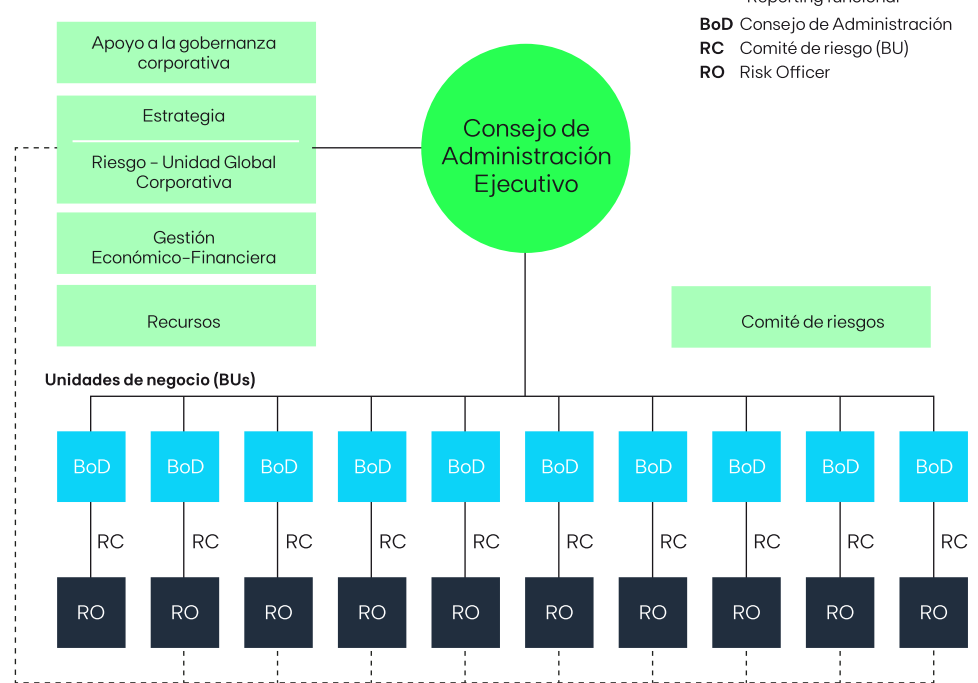 Reporting funcional
BoD Consejo de Administración
RC Comité de riesgo (BU)
RO Risk Officer
Apoyo a la gobernanza
corporativa
Estrategia
Riesgo - Unidad Global
Corporativa
Gestión
Económico-Financiera
Recursos
Consejo de
Administración
Ejecutivo
Comité de riesgos
Unidades de negocio (BUs)
BoD BoD BoD BoD BoD BoD BoD BoD BoD BoD
RC RC RC RC RC RC RC RC RC RC
RO RO RO RO RO RO RO RO RO RO